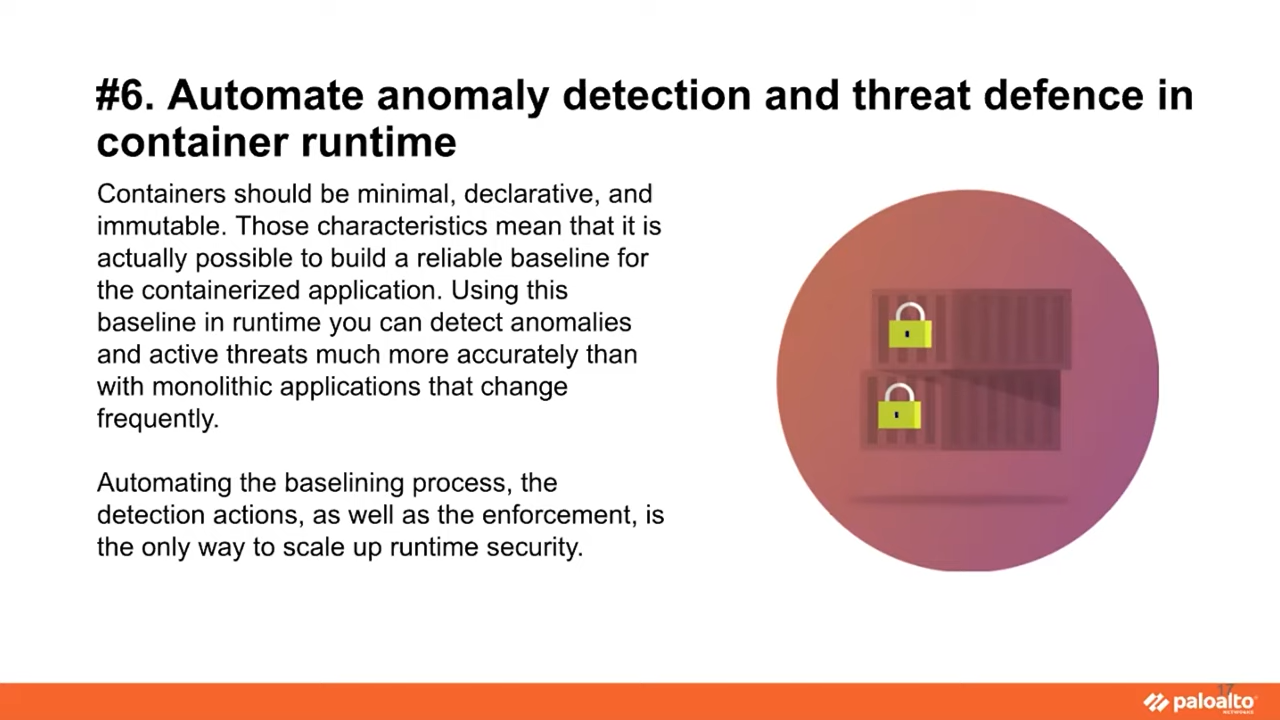 #6. Automate anomaly detection and threat defence in
container runtime
Containers should be minimal, declarative, and
immutable. Those characteristics mean that it is
actually possible to build a reliable baseline for
the containerized application. Using this
baseline in runtime you can detect anomalies
and active threats much more accurately than
with monolithic applications that change
frequently.
Automating the baselining process, the
detection actions, as well as the enforcement, is
the only way to scale up runtime security.
17
paloalto
NETWORKS